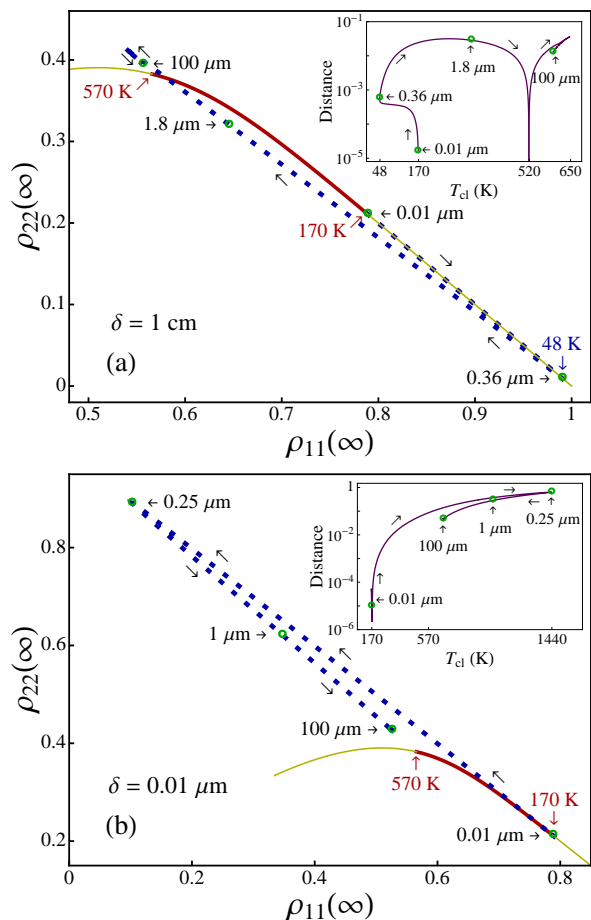 (a)
ρ22(∞)
0.4
0.3
0.2
0.1
0
0.5
0.6
0.7
0.8
0.9
1
ρ11(∞)
100 μm
570 K
1.8 μm
170 K
0.01 μm
48 K
0.36 μm
δ = 1 cm
Distance
10⁻¹
10⁻³
10⁻⁵
48
170
520
650
Tcl (K)
0.36 μm
1.8 μm
100 μm
0.01 μm
(b)
ρ22(∞)
0.8
0.6
0.4
0.2
0
0.2
0.4
0.6
0.8
ρ11(∞)
0.25 μm
1 μm
100 μm
570 K
170 K
0.01 μm
δ = 0.01 μm
Distance
1
10⁻²
10⁻⁴
10⁻⁶
170
570
1440
Tcl (K)
0.25 μm
1 μm
100 μm
0.01 μm